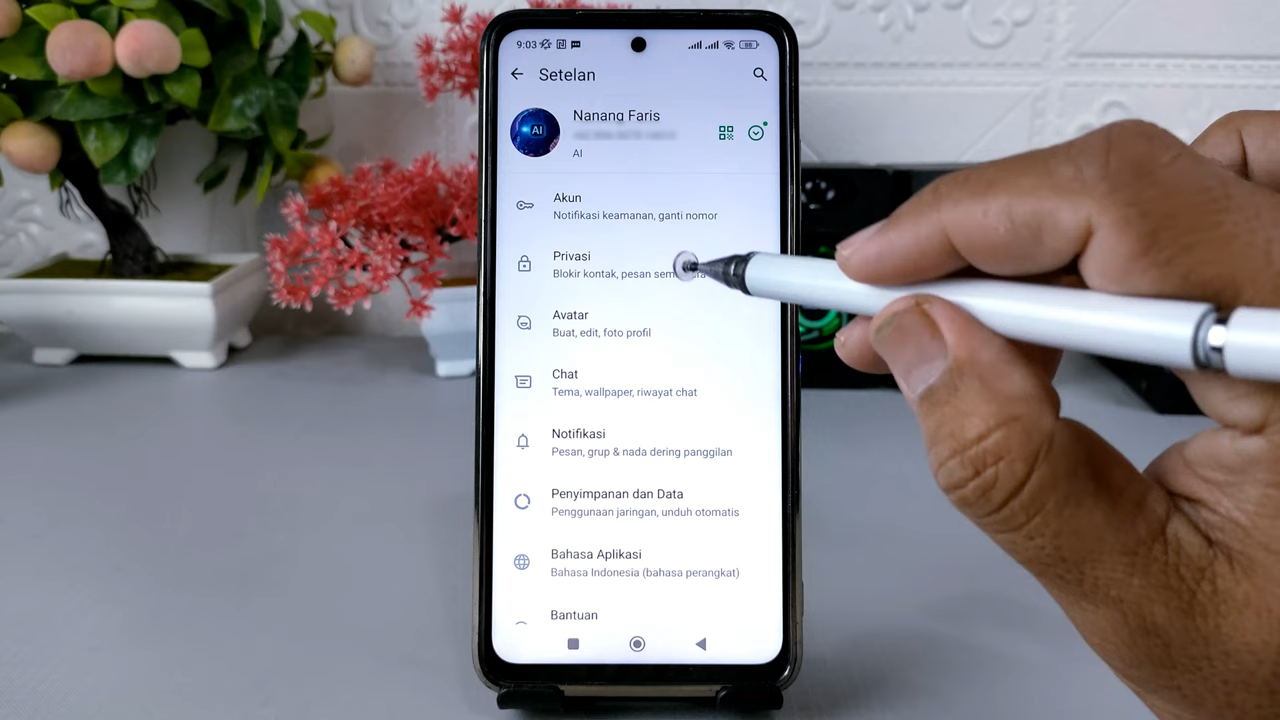 9:03
88
Setelan
AI
Nanang Faris
AI
Akun
Notifikasi keamanan, ganti nomor
Privasi
Blokir kontak, pesan
Avatar
Buat, edit, foto profil
Chat
Tema, wallpaper, riwayat chat
Notifikasi
Pesan, grup & nada dering panggilan
Penyimpanan dan Data
Penggunaan jaringan, unduh otomatis
Bahasa Aplikasi
Bahasa Indonesia (bahasa perangkat)
Bantuan